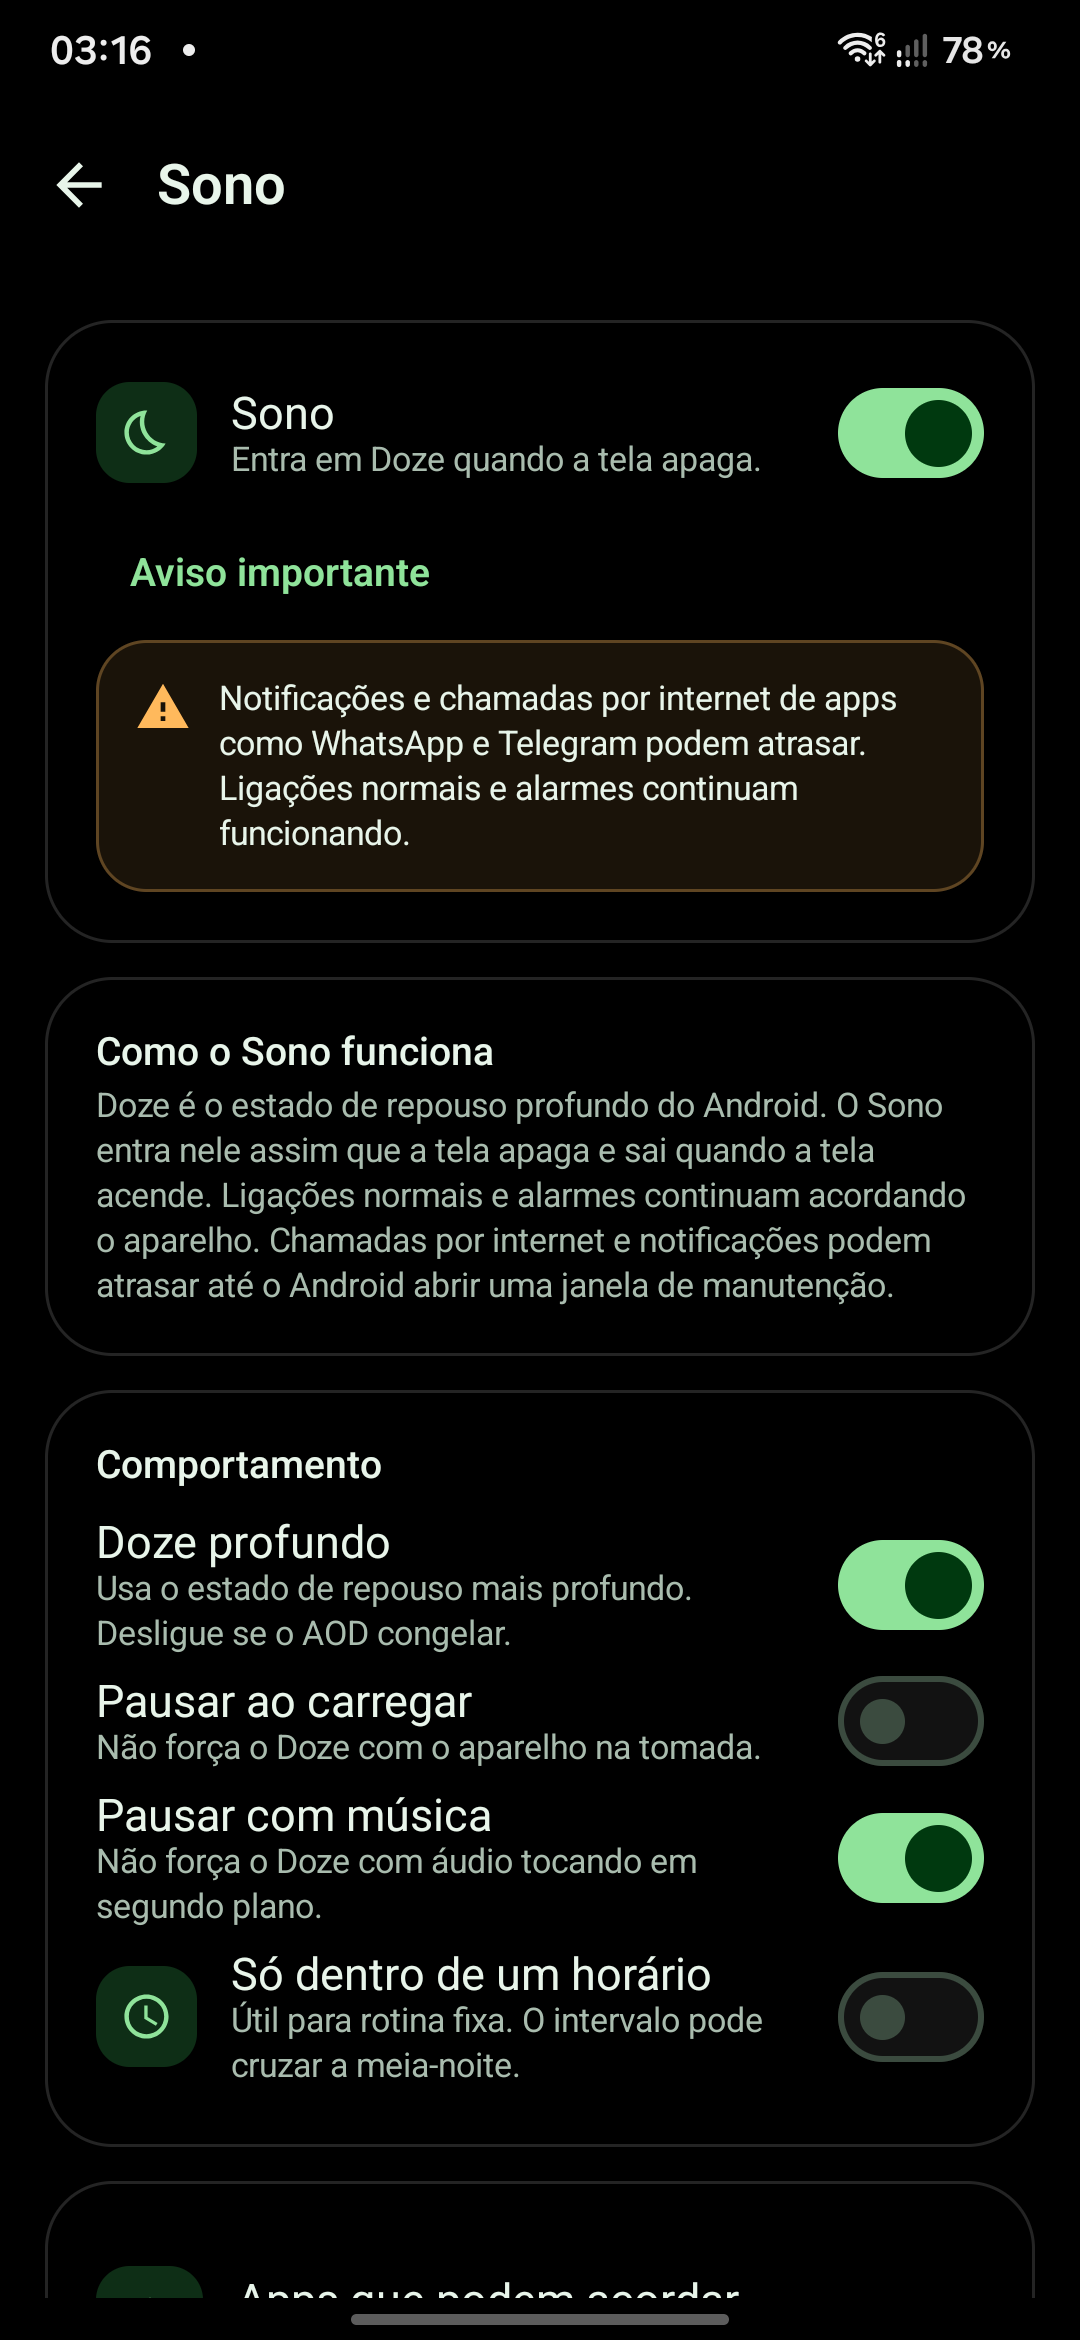 03:16
6
78%
Sono
Sono
Entra em Doze quando a tela apaga.
Aviso importante
Notificações e chamadas por internet de apps
como WhatsApp e Telegram podem atrasar.
Ligações normais e alarmes continuam
funcionando.
Como o Sono funciona
Doze é o estado de repouso profundo do Android. O Sono
entra nele assim que a tela apaga e sai quando a tela
acende. Ligações normais e alarmes continuam acordando
o aparelho. Chamadas por internet e notificações podem
atrasar até o Android abrir uma janela de manutenção.
Comportamento
Doze profundo
Usa o estado de repouso mais profundo.
Desligue se o AOD congelar.
Pausar ao carregar
Não força o Doze com o aparelho na tomada.
Pausar com música
Não força o Doze com áudio tocando em
segundo plano.
Só dentro de um horário
Útil para rotina fixa. O intervalo pode
cruzar a meia-noite.
Apps que podem acordar